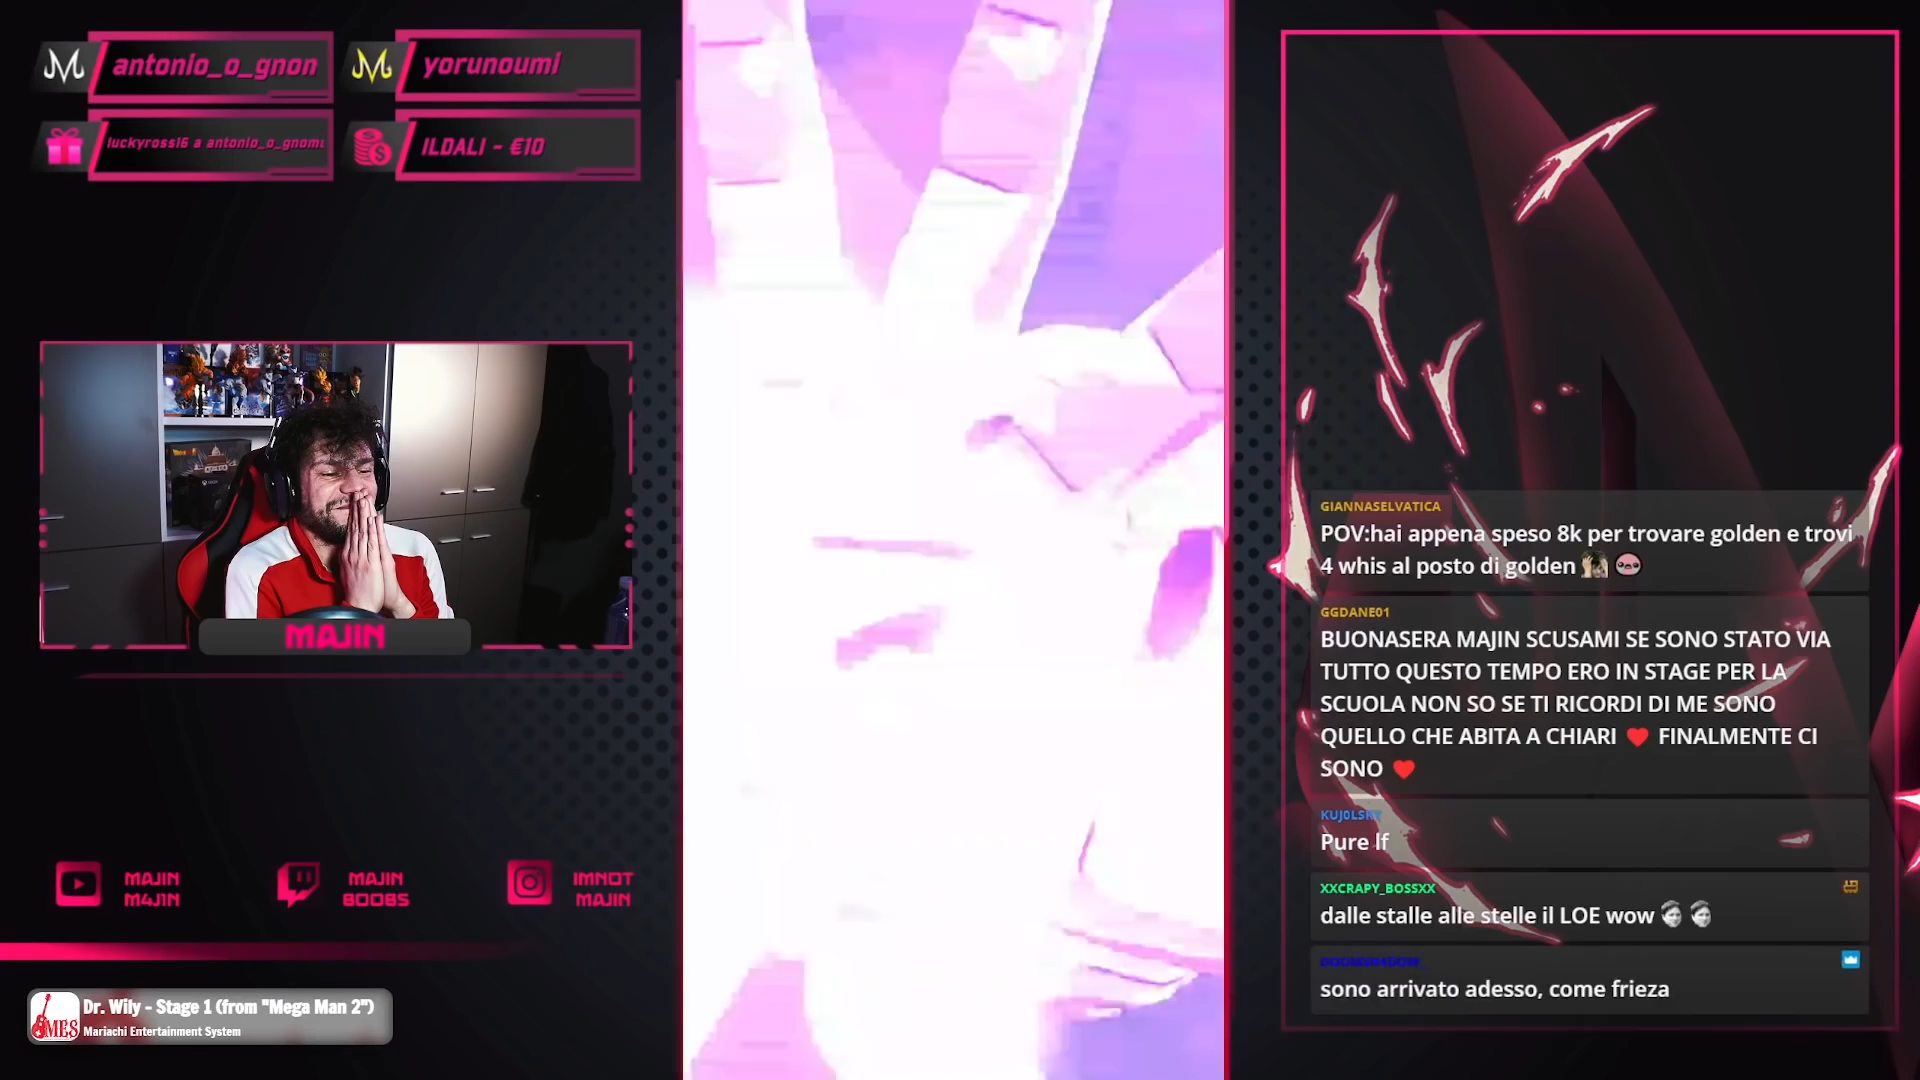 antonio_o_gnon
yorunoumi
luckyross16 a antonio_o_gnom
ILDALI - €10
MAJIN
MAJIN
M4J1N
MAJIN
BOOBS
IMNOT
MAJIN
Dr. Wily - Stage 1 (from "Mega Man 2")
Mariachi Entertainment System
MES
GIANNASELVATICA
POV:hai appena speso 8k per trovare golden e trovi
4 whis al posto di golden
GGDANE01
BUONASERA MAJIN SCUSAMI SE SONO STATO VIA
TUTTO QUESTO TEMPO ERO IN STAGE PER LA
SCUOLA NON SO SE TI RICORDI DI ME SONO
QUELLO CHE ABITA A CHIARI ❤️ FINALMENTE CI
SONO ❤️
Pure lf
XXCRAPY_BOSSXX
dalle stalle alle stelle il LOE wow
sono arrivato adesso, come frieza